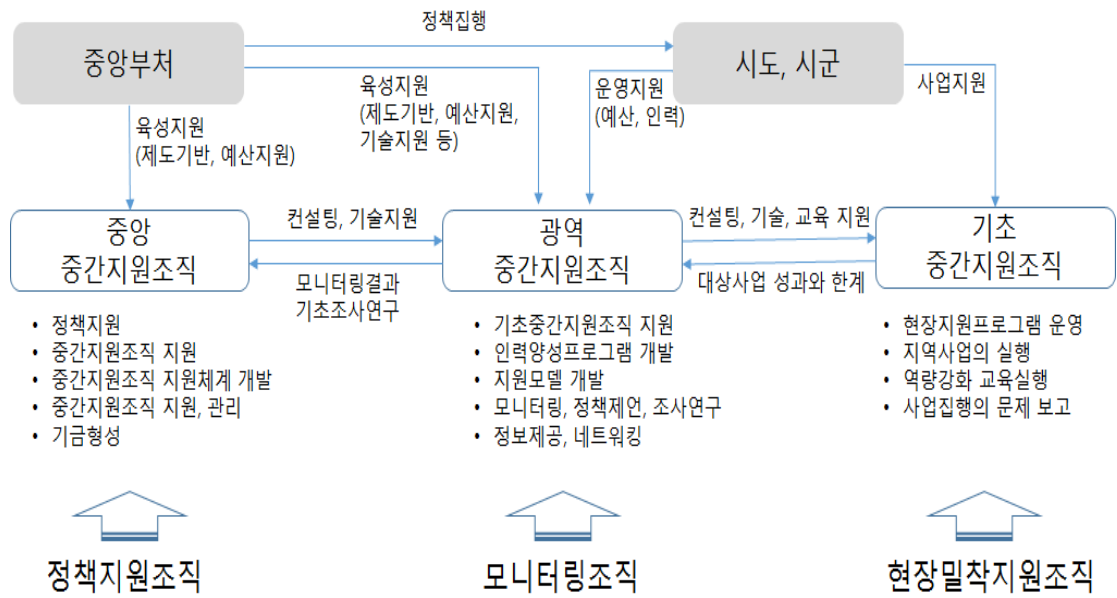 정책집행
중앙부처
시도, 시군
육성지원
(제도기반, 예산지원,
기술지원 등)
운영지원
(예산, 인력)
사업지원
육성지원
(제도기반, 예산지원)
중앙
중간지원조직
컨설팅, 기술지원
모니터링결과
기초조사연구
광역
중간지원조직
컨설팅, 기술, 교육 지원
대상사업 성과와 한계
기초
중간지원조직
• 정책지원
• 중간지원조직 지원
• 중간지원조직 지원체계 개발
• 중간지원조직 지원, 관리
• 기금형성
• 기초중간지원조직 지원
• 인력양성프로그램 개발
• 지원모델 개발
• 모니터링, 정책제언, 조사연구
• 정보제공, 네트워킹
• 현장지원프로그램 운영
• 지역사업의 실행
• 역량강화 교육실행
• 사업집행의 문제 보고
정책지원조직
모니터링조직
현장밀착지원조직